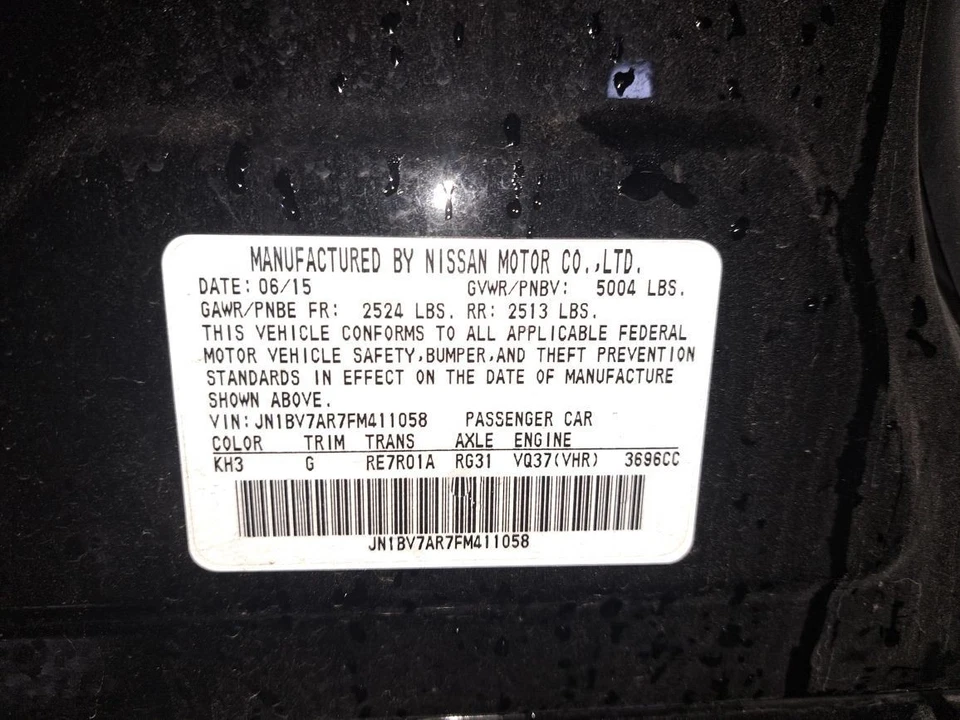 MANUFACTURED BY NISSAN MOTOR CO.,LTD.
DATE: 06/15 GVWR/PNBV: 5004 LBS.
GAWR/PNBE FR: 2524 LBS. RR: 2513 LBS.
THIS VEHICLE CONFORMS TO ALL APPLICABLE FEDERAL
MOTOR VEHICLE SAFETY,BUMPER,AND THEFT PREVENTION
STANDARDS IN EFFECT ON THE DATE OF MANUFACTURE
SHOWN ABOVE.
VIN: JN1BV7AR7FM411058 PASSENGER CAR
COLOR TRIM TRANS AXLE ENGINE
KH3 G RE7R01A RG31 VQ37(VHR) 3696CC
JN1BV7AR7FM411058